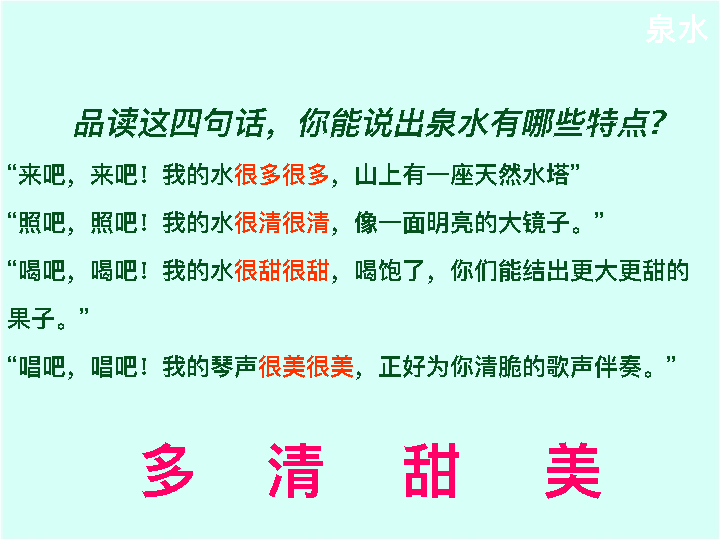 泉水
品读这四句话，你能说出泉水有哪些特点？
“来吧，来吧！我的水很多很多，山上有一座天然水塔”
“照吧，照吧！我的水很清很清，像一面明亮的大镜子。”
“喝吧，喝吧！我的水很甜很甜，喝饱了，你们能结出更大更甜的
果子。”
“唱吧，唱吧！我的琴声很美很美，正好为你清脆的歌声伴奏。”
多 清 甜 美